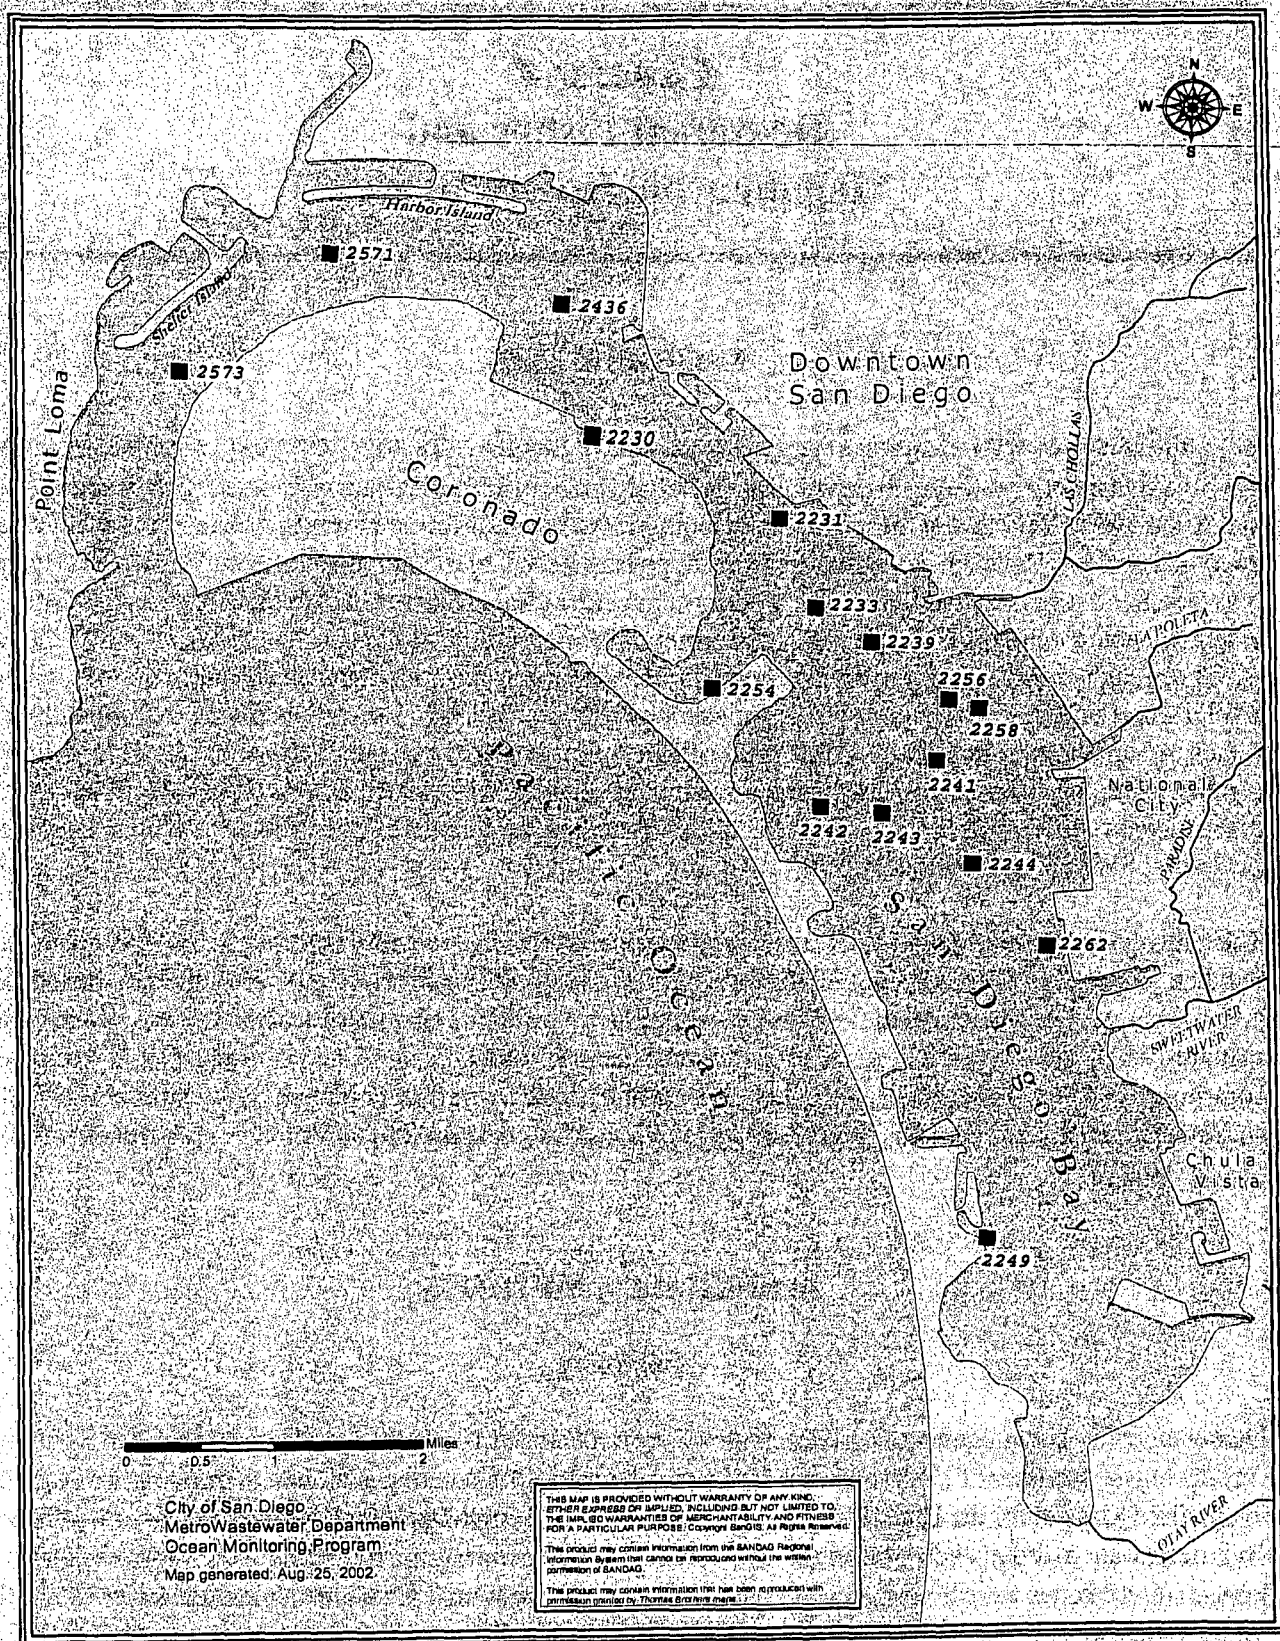 N
W E
S
Harbor Island
2571
Shelter Island
2436
2573
Downtown
San Diego
Point Loma
2230
Coronado
LAS CHOLLAS
2231
2233
LA POLETA
2239
2254
2256
2258
2241
National
City
2242
2243
PARADISE
2244
2262
Pacific Ocean
San Diego Bay
SWEETWATER
RIVER
Chula
Vista
2249
Miles
0 0.5 1 2
City of San Diego
MetroWastewater Department
Ocean Monitoring Program
Map generated: Aug. 25, 2002
OTAY RIVER
THIS MAP IS PROVIDED WITHOUT WARRANTY OF ANY KIND,
EITHER EXPRESS OR IMPLIED, INCLUDING BUT NOT LIMITED TO,
THE IMPLIED WARRANTIES OF MERCHANTABILITY AND FITNESS
FOR A PARTICULAR PURPOSE. Copyright SanGIS. All Rights Reserved.
This product may contain information from the SANDAG Regional
Information System that cannot be reproduced without the written
permission of SANDAG.
This product may contain information that has been reproduced with
permission granted by Thomas Brothers maps.